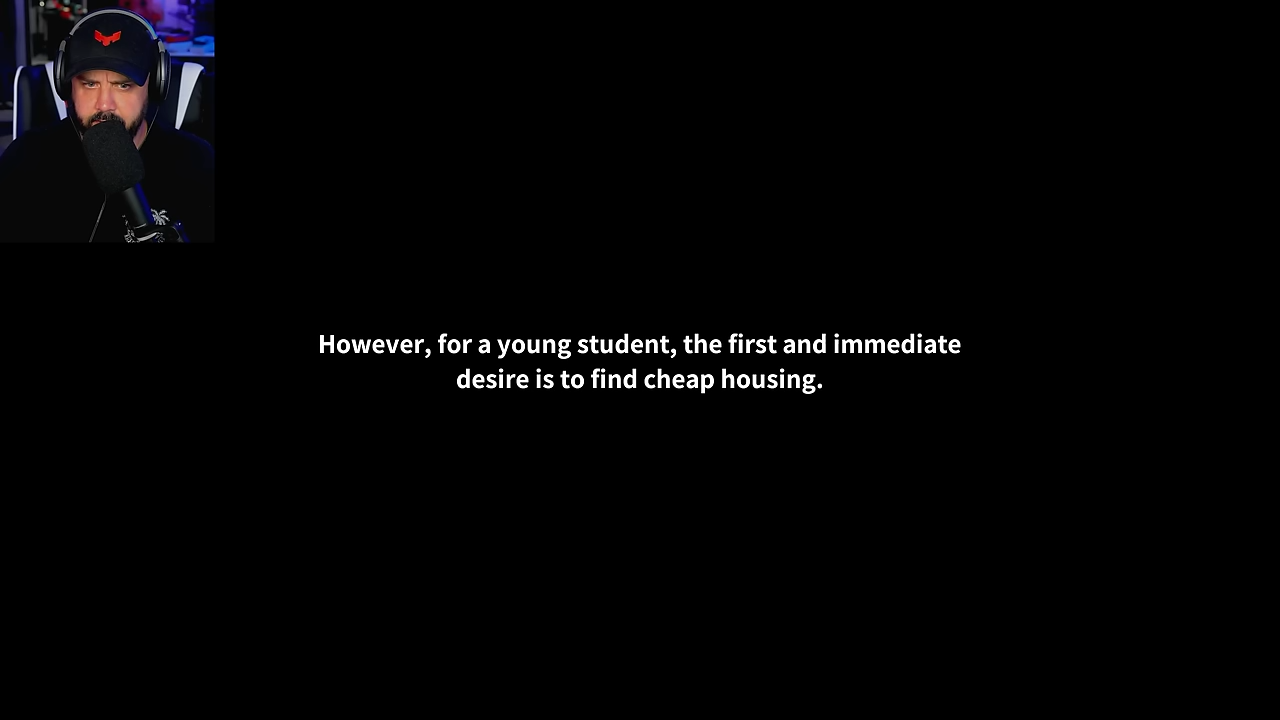 However, for a young student, the first and immediate
desire is to find cheap housing.